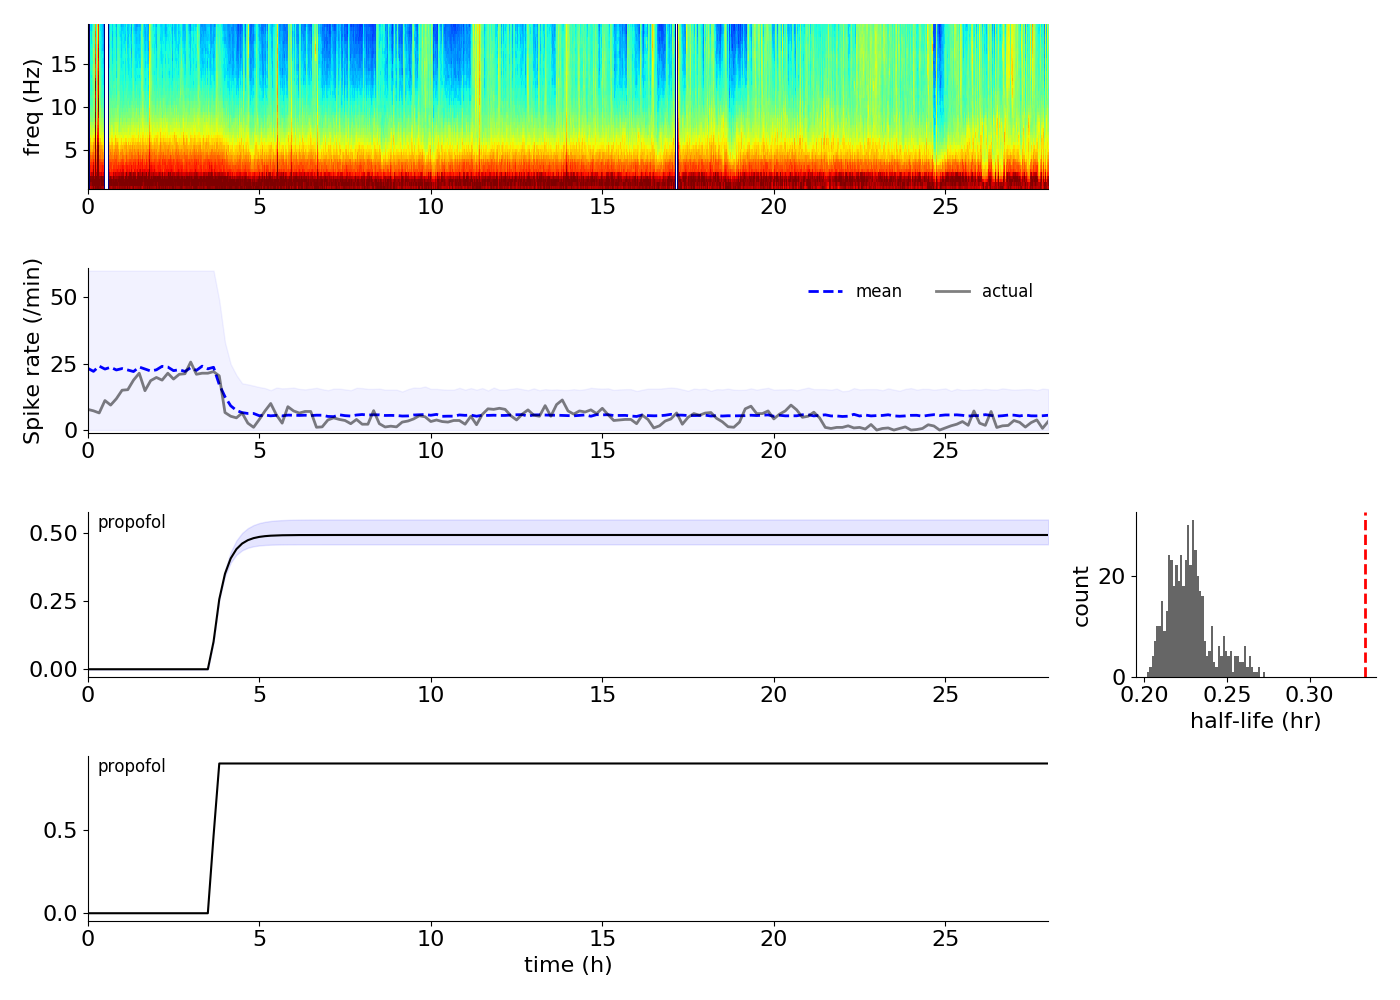 freq (Hz)
15
10
5
0 5 10 15 20 25
Spike rate (/min)
50
25
0
mean actual
0 5 10 15 20 25
propofol
0.50
0.25
0.00
0 5 10 15 20 25
count
20
0
0.20 0.25 0.30
half-life (hr)
propofol
0.5
0.0
0 5 10 15 20 25
time (h)